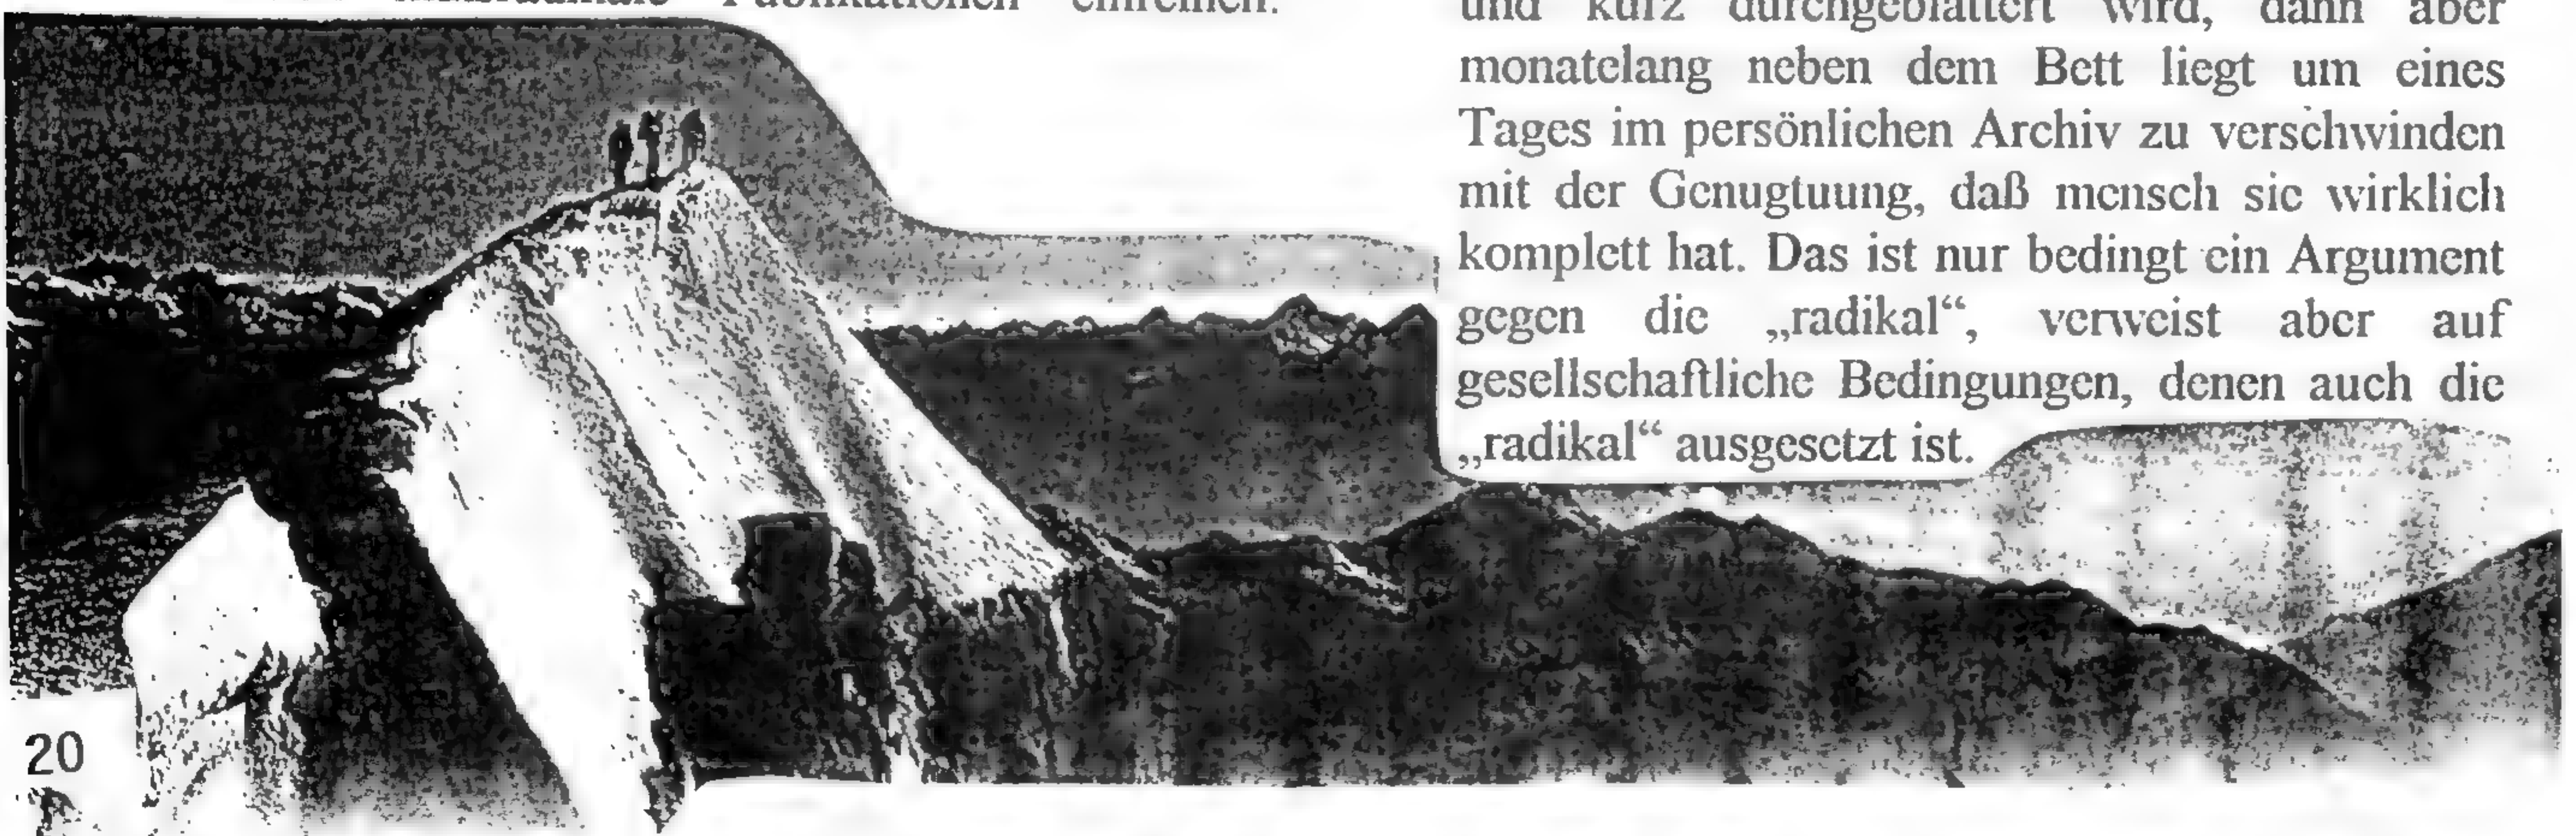 Publikationen einreihen.
und kurz durchgeblättert wird, dann aber
monatelang neben dem Bett liegt um eines
Tages im persönlichen Archiv zu verschwinden
mit der Genugtuung, daß mensch sie wirklich
komplett hat. Das ist nur bedingt ein Argument
gegen die „radikal“, verweist aber auf
gesellschaftliche Bedingungen, denen auch die
„radikal“ ausgesetzt ist.
20